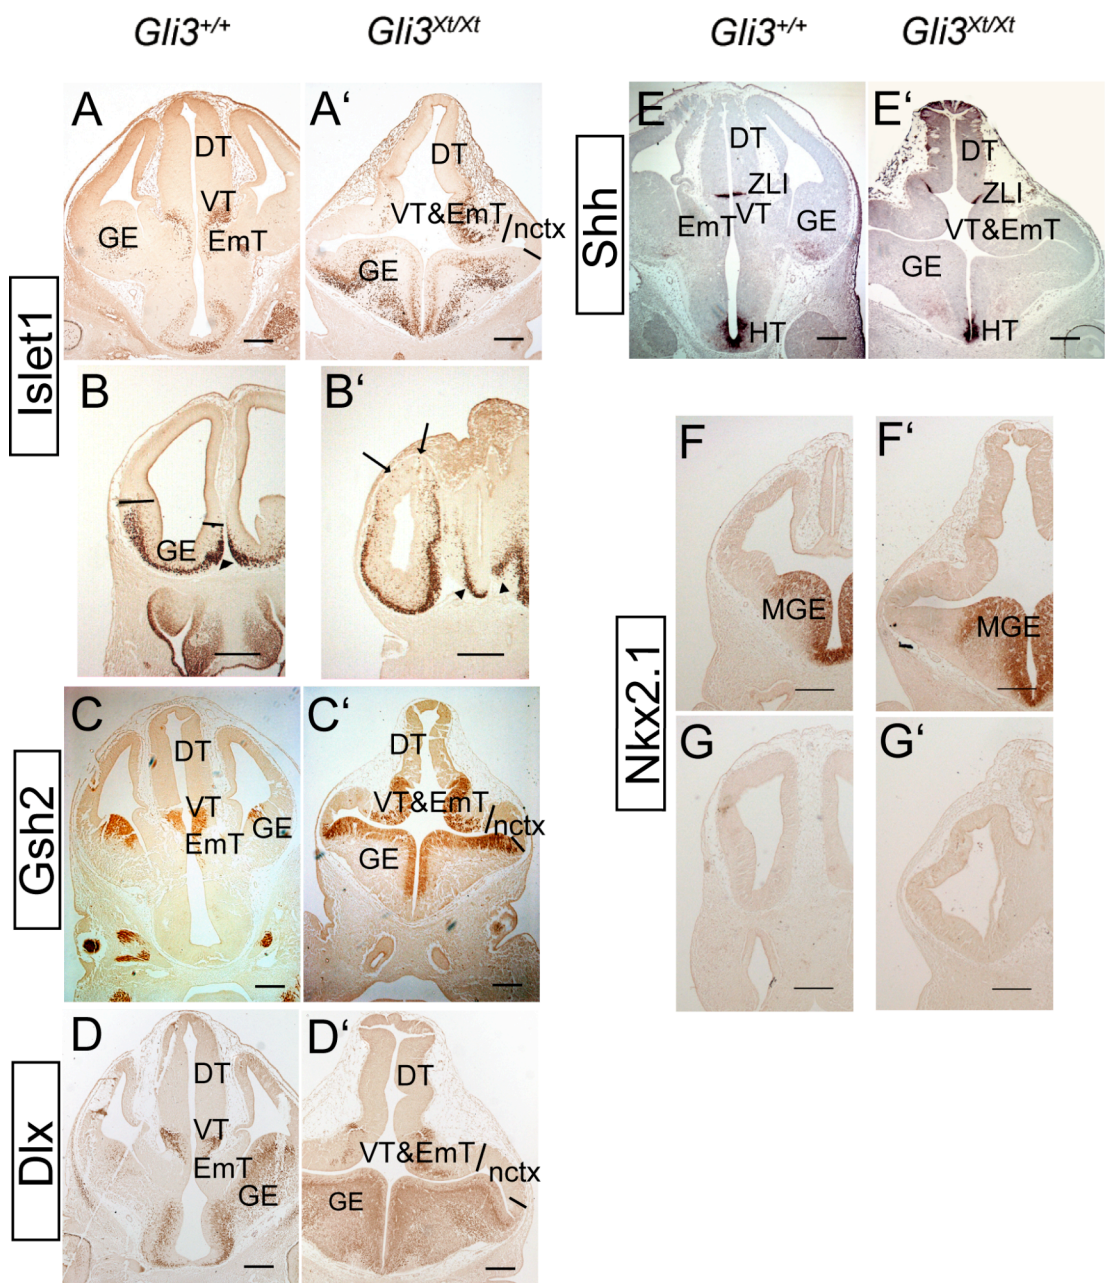 Gli3+/+ Gli3Xt/Xt Gli3+/+ Gli3Xt/Xt
Islet1
A
DT
VT
GE
EmT
A'
DT
VT&EmT/nctx
GE
B
GE
B'
Gsh2
C
DT
VT
EmT
GE
C'
DT
VT&EmT/nctx
GE
Dlx
D
DT
VT
EmT
GE
D'
DT
VT&EmT/nctx
GE
Shh
E
DT
ZLI
EmT
VT
GE
HT
E'
DT
ZLI
VT&EmT
GE
HT
Nkx2.1
F
MGE
F'
MGE
G
G'